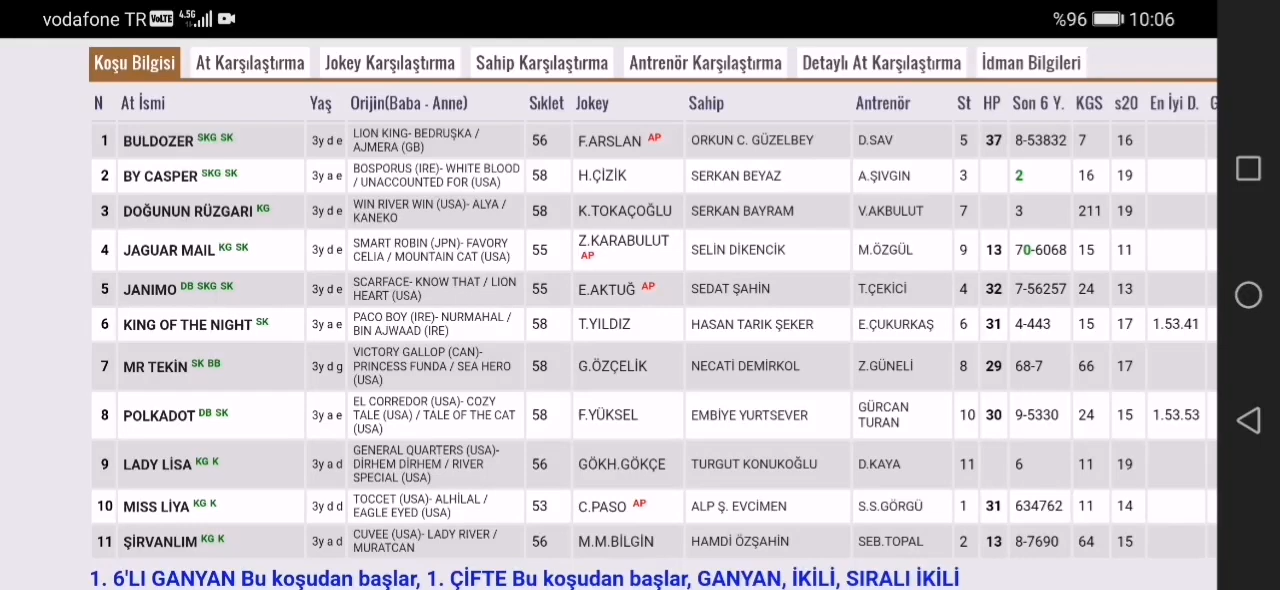 vodafone TR VoLTE 4.5G %96 10:06
Koşu Bilgisi At Karşılaştırma Jokey Karşılaştırma Sahip Karşılaştırma Antrenör Karşılaştırma Detaylı At Karşılaştırma İdman Bilgileri
N At İsmi Yaş Orijin(Baba - Anne) Sıklet Jokey Sahip Antrenör St HP Son 6 Y. KGS s20 En İyi D. G
1 BULDOZER SKG SK 3y d e LION KING- BEDRUŞKA / 56 F.ARSLAN AP ORKUN C. GÜZELBEY D.SAV 5 37 8-53832 7 16
AJMERA (GB)
2 BY CASPER SKG SK 3y a e BOSPORUS (IRE)- WHITE BLOOD 58 H.ÇİZİK SERKAN BEYAZ A.ŞIVGIN 3 2 16 19
/ UNACCOUNTED FOR (USA)
3 DOĞUNUN RÜZGARI KG 3y d e WIN RIVER WIN (USA)- ALYA / 58 K.TOKAÇOĞLU SERKAN BAYRAM V.AKBULUT 7 3 211 19
KANEKO
4 JAGUAR MAIL KG SK 3y d e SMART ROBIN (JPN)- FAVORY 55 Z.KARABULUT SELİN DİKENCİK M.ÖZGÜL 9 13 70-6068 15 11
CELIA / MOUNTAIN CAT (USA) AP
5 JANIMO DB SKG SK 3y d e SCARFACE- KNOW THAT / LION 55 E.AKTUĞ AP SEDAT ŞAHİN T.ÇEKİCİ 4 32 7-56257 24 13
HEART (USA)
6 KING OF THE NIGHT SK 3y a e PACO BOY (IRE)- NURMAHAL / 58 T.YILDIZ HASAN TARIK ŞEKER E.ÇUKURKAŞ 6 31 4-443 15 17 1.53.41
BIN AJWAAD (IRE)
7 MR TEKİN SK BB 3y d g VICTORY GALLOP (CAN)- 58 G.ÖZÇELİK NECATİ DEMİRKOL Z.GÜNELİ 8 29 68-7 66 17
PRINCESS FUNDA / SEA HERO
(USA)
8 POLKADOT DB SK 3y a e EL CORREDOR (USA)- COZY 58 F.YÜKSEL EMBİYE YURTSEVER GÜRCAN 10 30 9-5330 24 15 1.53.53
TALE (USA) / TALE OF THE CAT TURAN
(USA)
9 LADY LİSA KG K 3y a d GENERAL QUARTERS (USA)- 56 GÖKH.GÖKÇE TURGUT KONUKOĞLU D.KAYA 11 6 11 19
DİRHEM DİRHEM / RIVER
SPECIAL (USA)
10 MISS LİYA KG K 3y d d TOCCET (USA)- ALHİLAL / 53 C.PASO AP ALP Ş. EVCİMEN S.S.GÖRGÜ 1 31 634762 11 14
EAGLE EYED (USA)
11 ŞİRVANLIM KG K 3y a d CUVEE (USA)- LADY RIVER / 56 M.M.BİLGİN HAMDİ ÖZŞAHİN SEB.TOPAL 2 13 8-7690 64 15
MURATCAN
1. 6'LI GANYAN Bu koşudan başlar, 1. ÇİFTE Bu koşudan başlar, GANYAN, İKİLİ, SIRALI İKİLİ